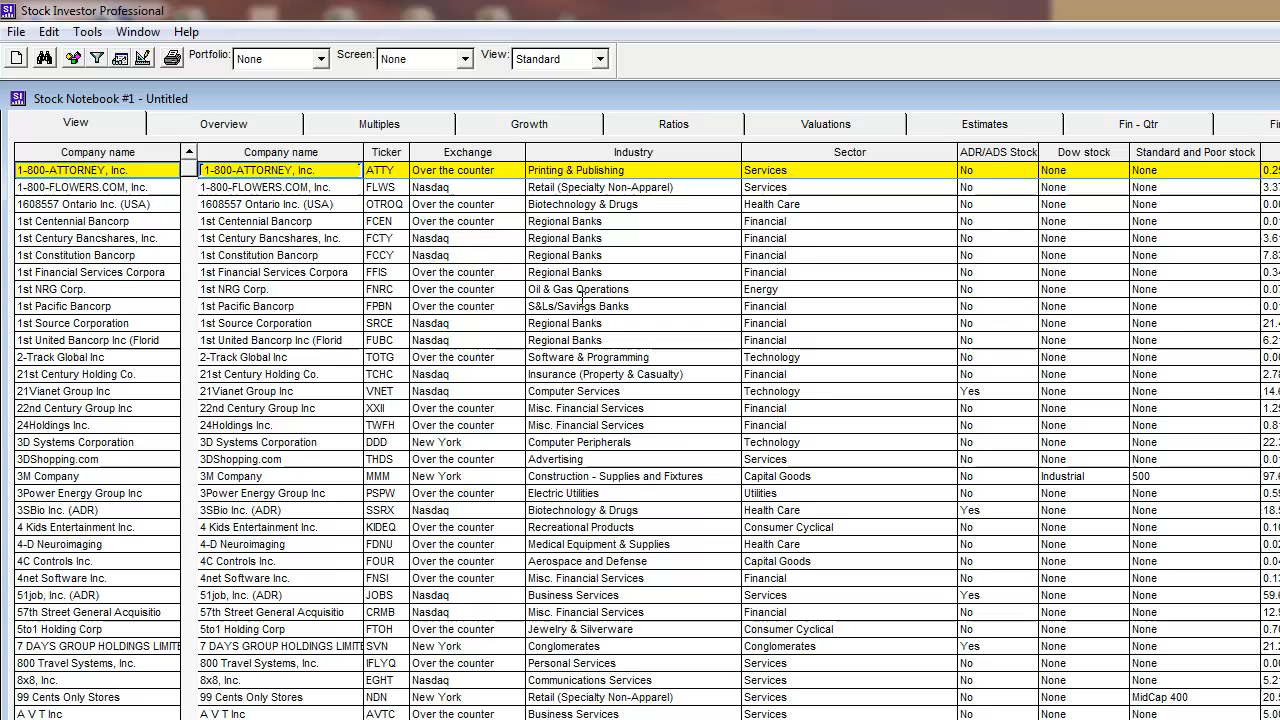 Stock Investor Professional
File Edit Tools Window Help
Portfolio: None Screen: None View: Standard
Stock Notebook #1 - Untitled
View Overview Multiples Growth Ratios Valuations Estimates Fin - Qtr
Company name Company name Ticker Exchange Industry Sector ADR/ADS Stock Dow stock Standard and Poor stock
1-800-ATTORNEY, Inc. 1-800-ATTORNEY, Inc. ATTY Over the counter Printing & Publishing Services No None None
1-800-FLOWERS.COM, Inc. 1-800-FLOWERS.COM, Inc. FLWS Nasdaq Retail (Specialty Non-Apparel) Services No None None
1608557 Ontario Inc. (USA) 1608557 Ontario Inc. (USA) OTROQ Over the counter Biotechnology & Drugs Health Care No None None
1st Centennial Bancorp 1st Centennial Bancorp FCEN Over the counter Regional Banks Financial No None None
1st Century Bancshares, Inc. 1st Century Bancshares, Inc. FCTY Nasdaq Regional Banks Financial No None None
1st Constitution Bancorp 1st Constitution Bancorp FCCY Nasdaq Regional Banks Financial No None None
1st Financial Services Corpora 1st Financial Services Corpora FFIS Over the counter Regional Banks Financial No None None
1st NRG Corp. 1st NRG Corp. FNRC Over the counter Oil & Gas Operations Energy No None None
1st Pacific Bancorp 1st Pacific Bancorp FPBN Over the counter S&Ls/Savings Banks Financial No None None
1st Source Corporation 1st Source Corporation SRCE Nasdaq Regional Banks Financial No None None
1st United Bancorp Inc (Florid 1st United Bancorp Inc (Florid FUBC Nasdaq Regional Banks Financial No None None
2-Track Global Inc 2-Track Global Inc TOTG Over the counter Software & Programming Technology No None None
21st Century Holding Co. 21st Century Holding Co. TCHC Nasdaq Insurance (Property & Casualty) Financial No None None
21Vianet Group Inc 21Vianet Group Inc VNET Nasdaq Computer Services Technology Yes None None
22nd Century Group Inc 22nd Century Group Inc XXII Over the counter Misc. Financial Services Financial No None None
24Holdings Inc. 24Holdings Inc. TWFH Over the counter Misc. Financial Services Financial No None None
3D Systems Corporation 3D Systems Corporation DDD New York Computer Peripherals Technology No None None
3DShopping.com 3DShopping.com THDS Over the counter Advertising Services No None None
3M Company 3M Company MMM New York Construction - Supplies and Fixtures Capital Goods No Industrial 500
3Power Energy Group Inc 3Power Energy Group Inc PSPW Over the counter Electric Utilities Utilities No None None
3SBio Inc. (ADR) 3SBio Inc. (ADR) SSRX Nasdaq Biotechnology & Drugs Health Care Yes None None
4 Kids Entertainment Inc. 4 Kids Entertainment Inc. KIDEQ Over the counter Recreational Products Consumer Cyclical No None None
4-D Neuroimaging 4-D Neuroimaging FDNU Over the counter Medical Equipment & Supplies Health Care No None None
4C Controls Inc. 4C Controls Inc. FOUR Over the counter Aerospace and Defense Capital Goods No None None
4net Software Inc. 4net Software Inc. FNSI Over the counter Misc. Financial Services Financial No None None
51job, Inc. (ADR) 51job, Inc. (ADR) JOBS Nasdaq Business Services Services Yes None None
57th Street General Acquisitio 57th Street General Acquisitio CRMB Nasdaq Misc. Financial Services Financial No None None
5to1 Holding Corp 5to1 Holding Corp FTOH Over the counter Jewelry & Silverware Consumer Cyclical No None None
7 DAYS GROUP HOLDINGS LIMITE 7 DAYS GROUP HOLDINGS LIMITE SVN New York Conglomerates Conglomerates Yes None None
800 Travel Systems, Inc. 800 Travel Systems, Inc. IFLYQ Over the counter Personal Services Services No None None
8x8, Inc. 8x8, Inc. EGHT Nasdaq Communications Services Services No None None
99 Cents Only Stores 99 Cents Only Stores NDN New York Retail (Specialty Non-Apparel) Services No None MidCap 400
A V T Inc A V T Inc AVTC Over the counter Business Services Services No None None